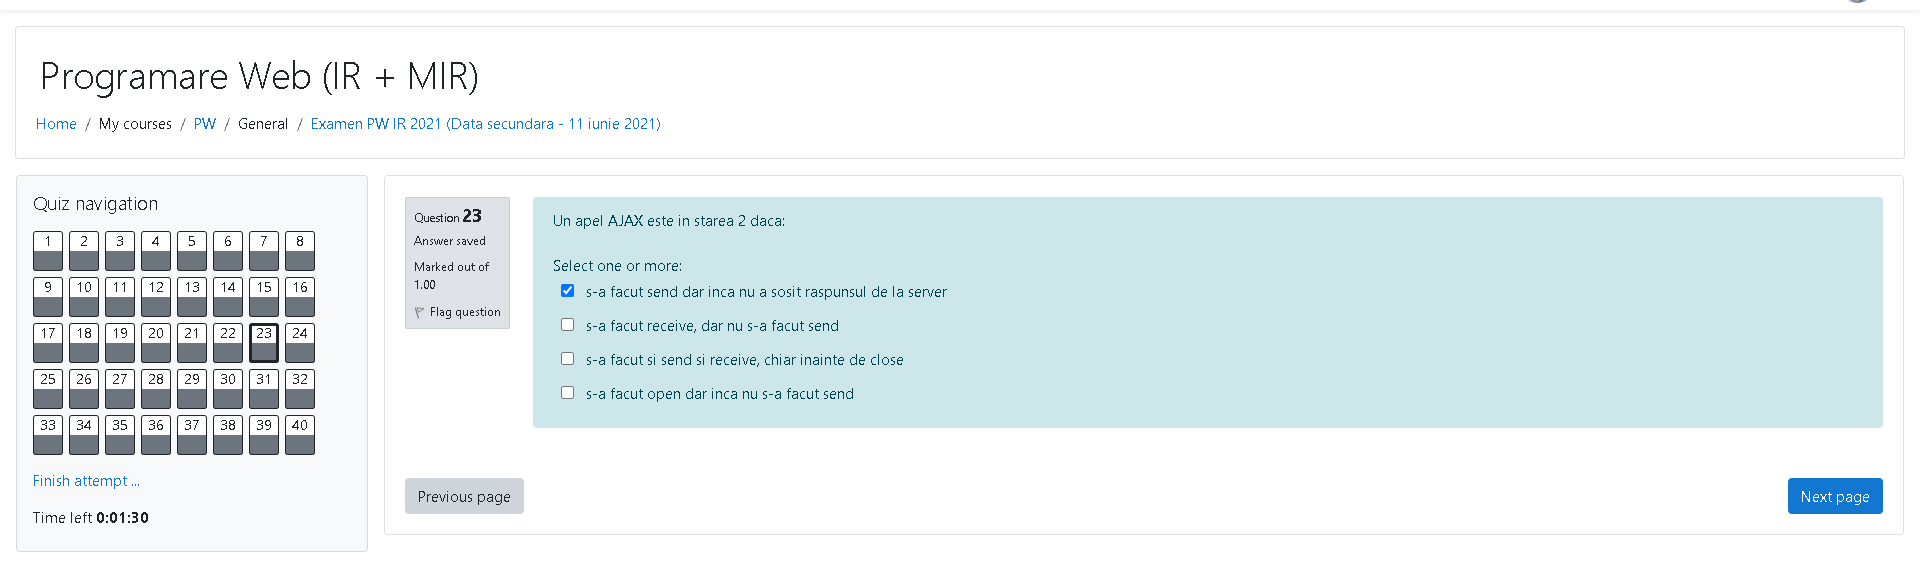 Programare Web (IR + MIR)
Home / My courses / PW / General / Examen PW IR 2021 (Data secundara - 11 iunie 2021)
Quiz navigation
1 2 3 4 5 6 7 8
9 10 11 12 13 14 15 16
17 18 19 20 21 22 23 24
25 26 27 28 29 30 31 32
33 34 35 36 37 38 39 40
Finish attempt ...
Time left 0:01:30
Question 23
Answer saved
Marked out of
1.00
Flag question
Un apel AJAX este in starea 2 daca:
Select one or more:
s-a facut send dar inca nu a sosit raspunsul de la server
s-a facut receive, dar nu s-a facut send
s-a facut si send si receive, chiar inainte de close
s-a facut open dar inca nu s-a facut send
Previous page
Next page